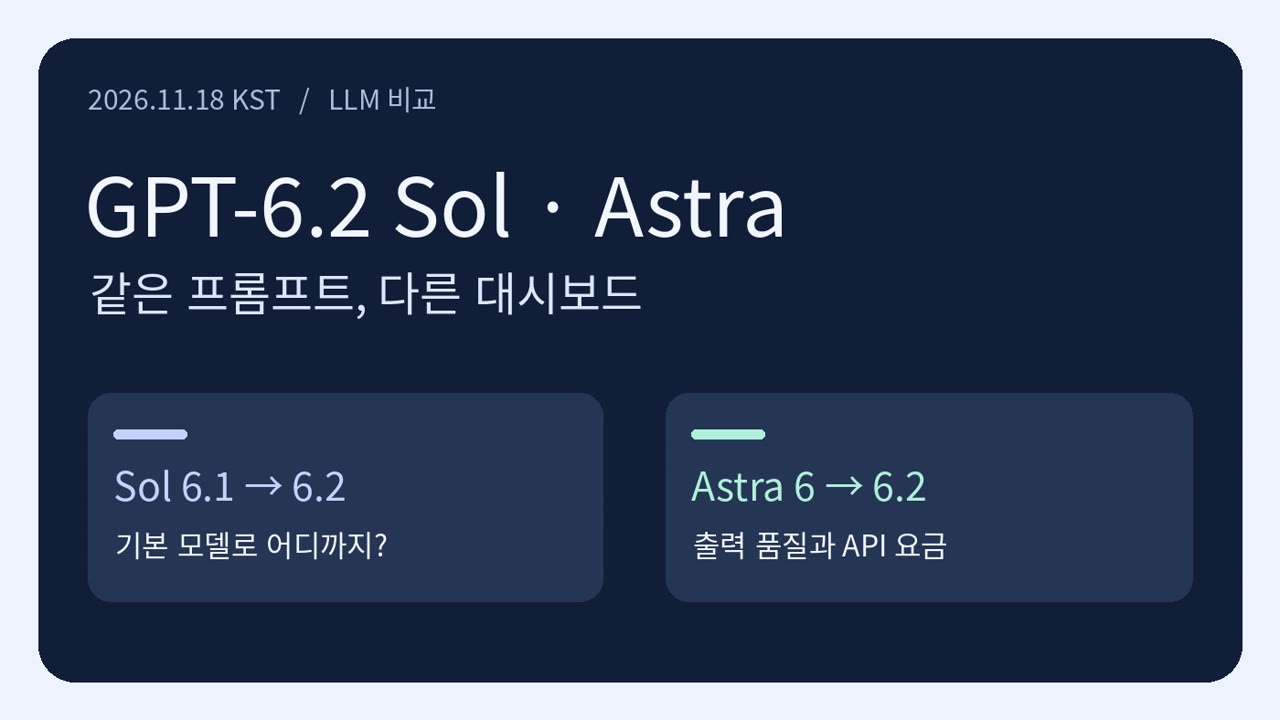 2026.11.18 KST / LLM 비교
GPT-6.2 Sol · Astra
같은 프롬프트, 다른 대시보드
Sol 6.1 → 6.2
기본 모델로 어디까지?
Astra 6 → 6.2
출력 품질과 API 요금